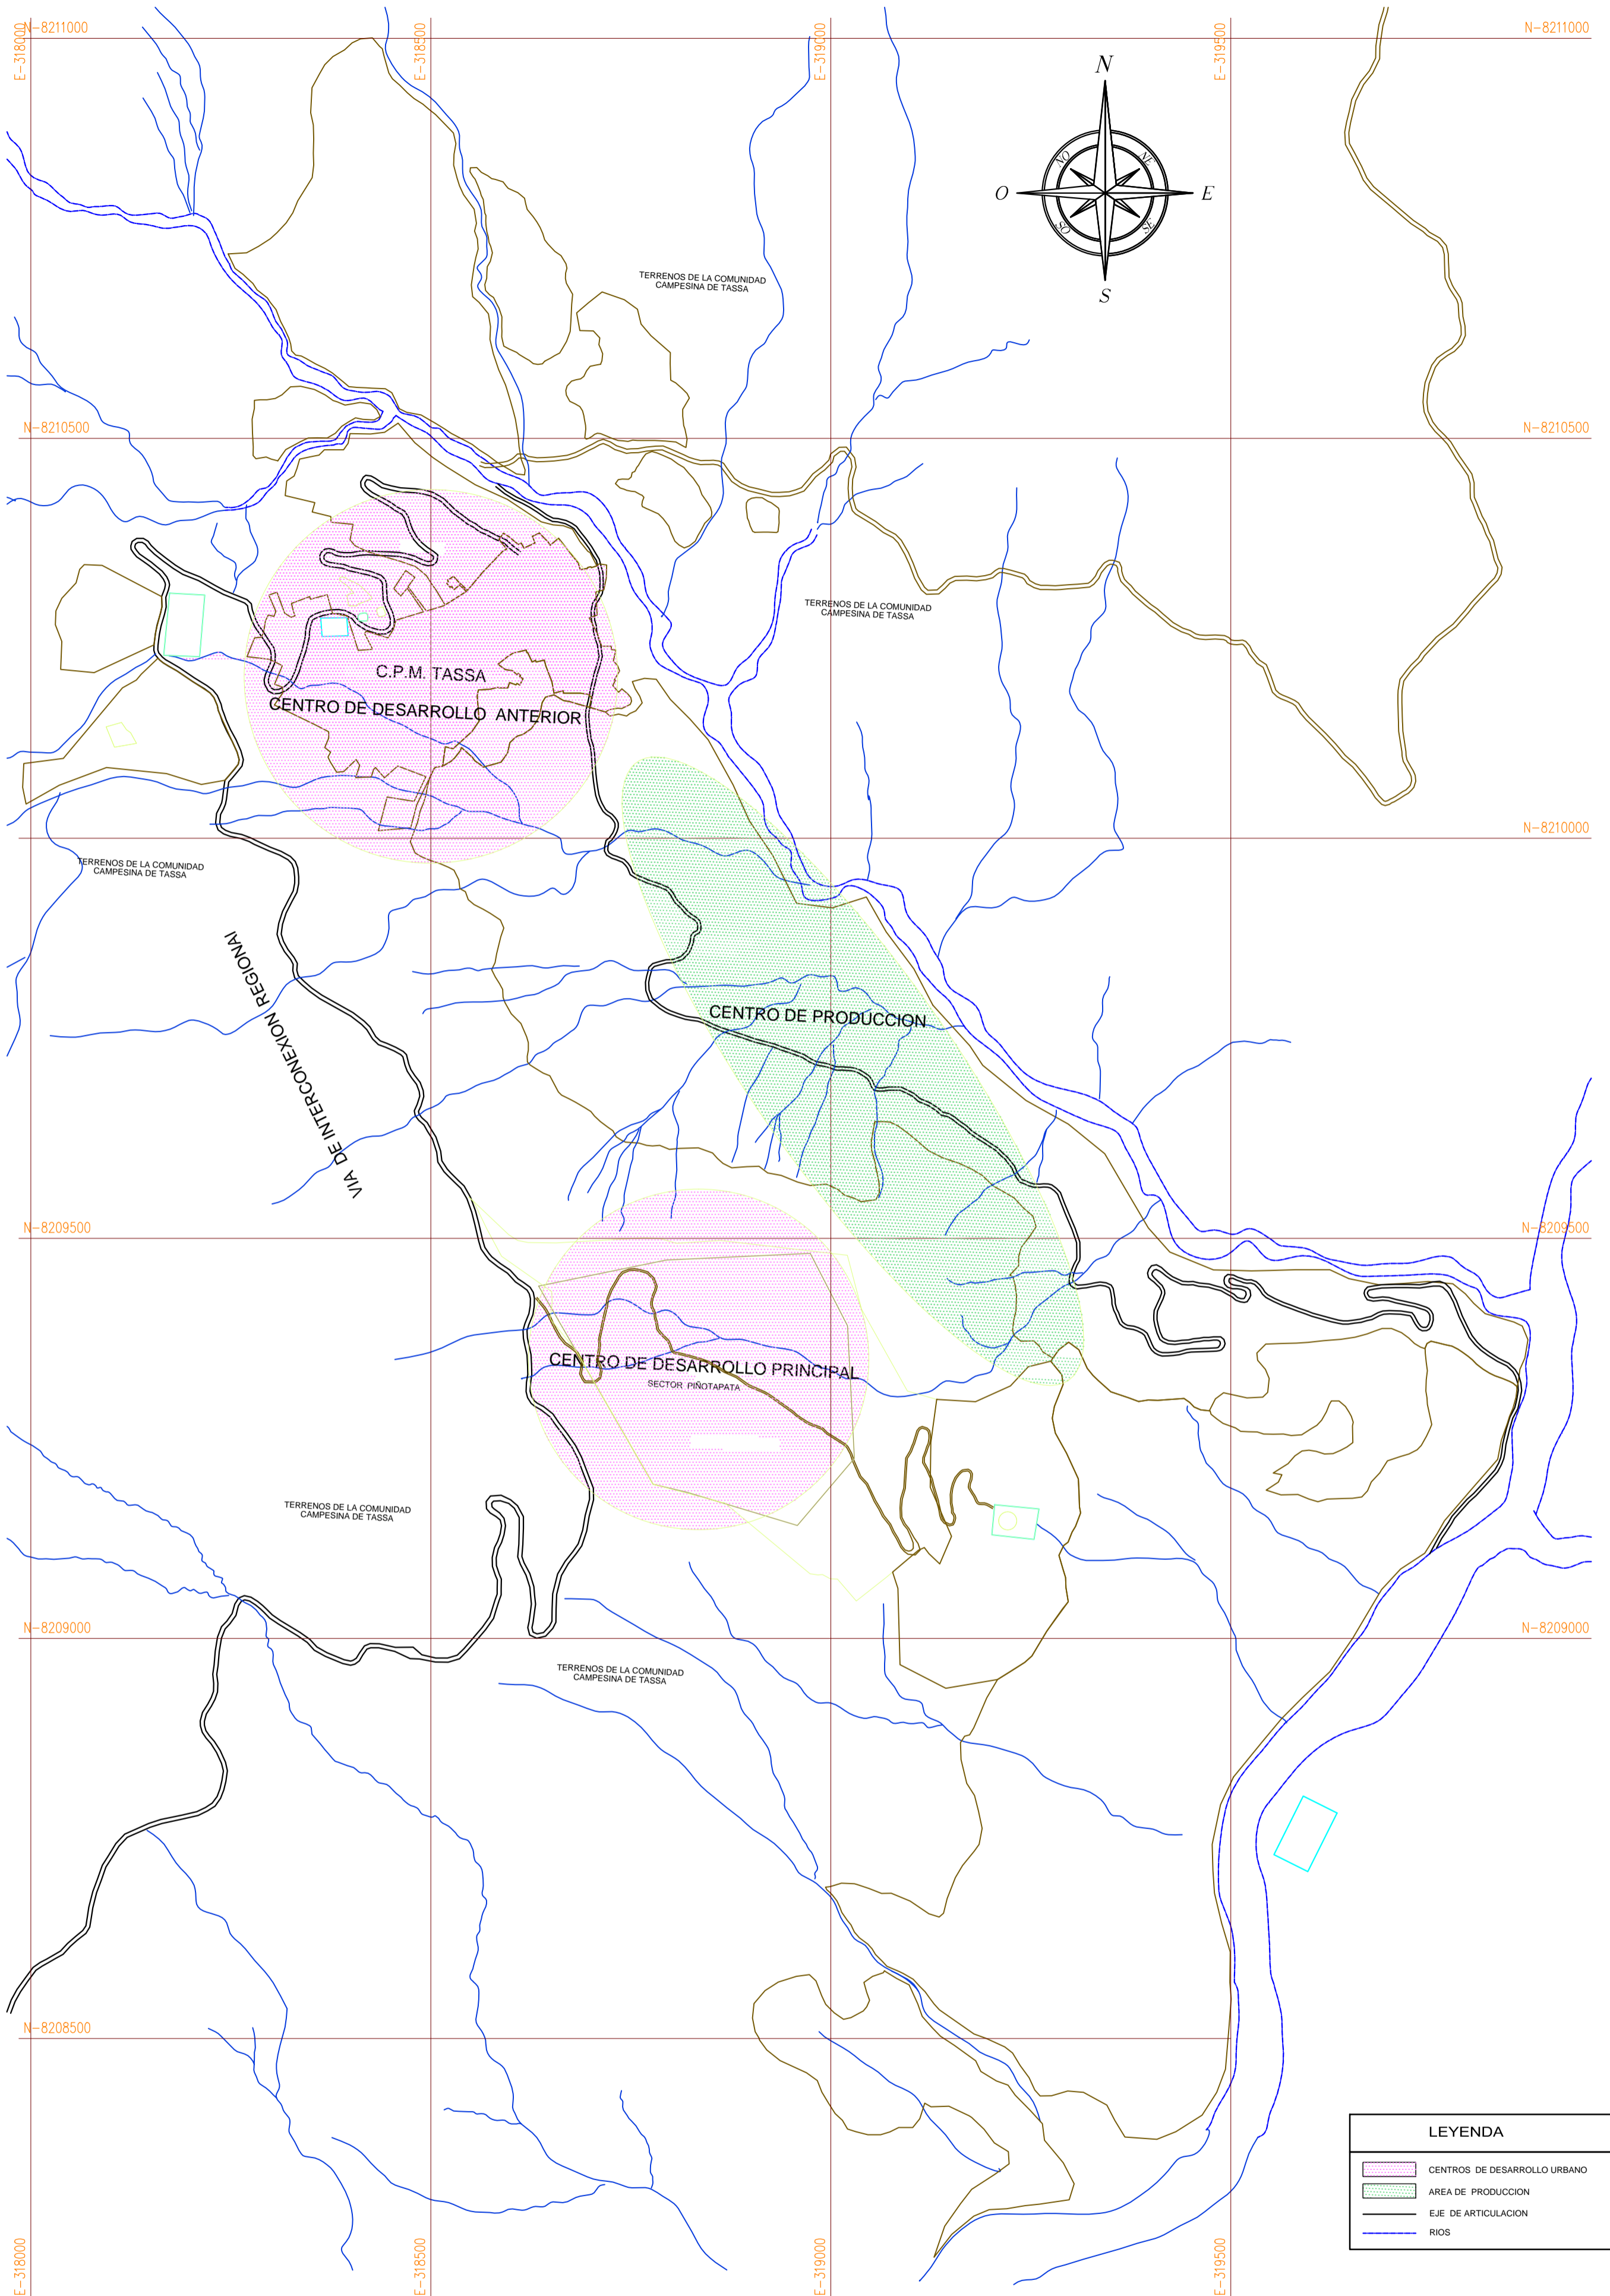 N-8211000
N-8211000
E-318000
E-318500
E-319000
E-319500
N
NO
NE
O
E
SO
SE
S
TERRENOS DE LA COMUNIDAD
CAMPESINA DE TASSA
N-8210500
N-8210500
TERRENOS DE LA COMUNIDAD
CAMPESINA DE TASSA
C.P.M. TASSA
CENTRO DE DESARROLLO ANTERIOR
N-8210000
N-8210000
TERRENOS DE LA COMUNIDAD
CAMPESINA DE TASSA
VIA DE INTERCONEXION REGIONAl
CENTRO DE PRODUCCION
N-8209500
N-8209500
CENTRO DE DESARROLLO PRINCIPAL
SECTOR PIÑOTAPATA
TERRENOS DE LA COMUNIDAD
CAMPESINA DE TASSA
N-8209000
N-8209000
TERRENOS DE LA COMUNIDAD
CAMPESINA DE TASSA
N-8208500
LEYENDA
CENTROS DE DESARROLLO URBANO
AREA DE PRODUCCION
EJE DE ARTICULACION
RIOS
E-318000
E-318500
E-319000
E-319500